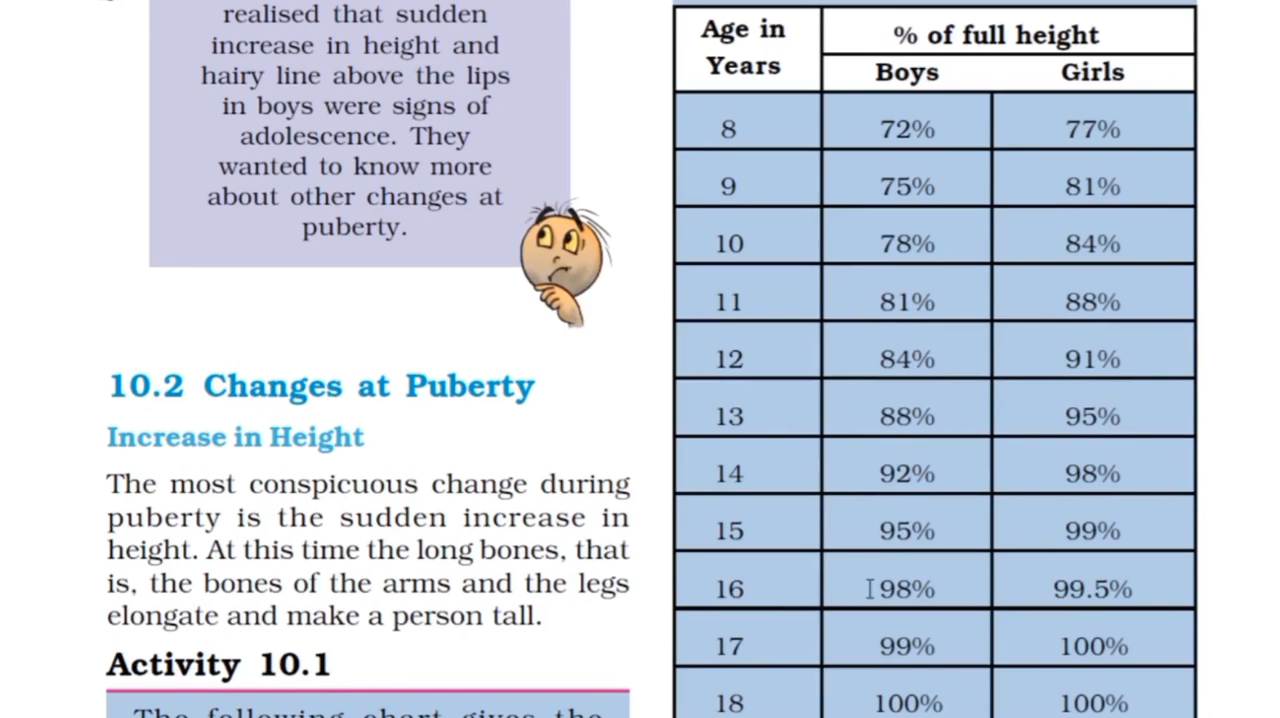 realised that sudden
increase in height and
hairy line above the lips
in boys were signs of
adolescence. They
wanted to know more
about other changes at
puberty.
10.2 Changes at Puberty
Increase in Height
The most conspicuous change during
puberty is the sudden increase in
height. At this time the long bones, that
is, the bones of the arms and the legs
elongate and make a person tall.
Activity 10.1
The following chart gives the
Age in Years % of full height
Boys Girls
8 72% 77%
9 75% 81%
10 78% 84%
11 81% 88%
12 84% 91%
13 88% 95%
14 92% 98%
15 95% 99%
16 98% 99.5%
17 99% 100%
18 100% 100%